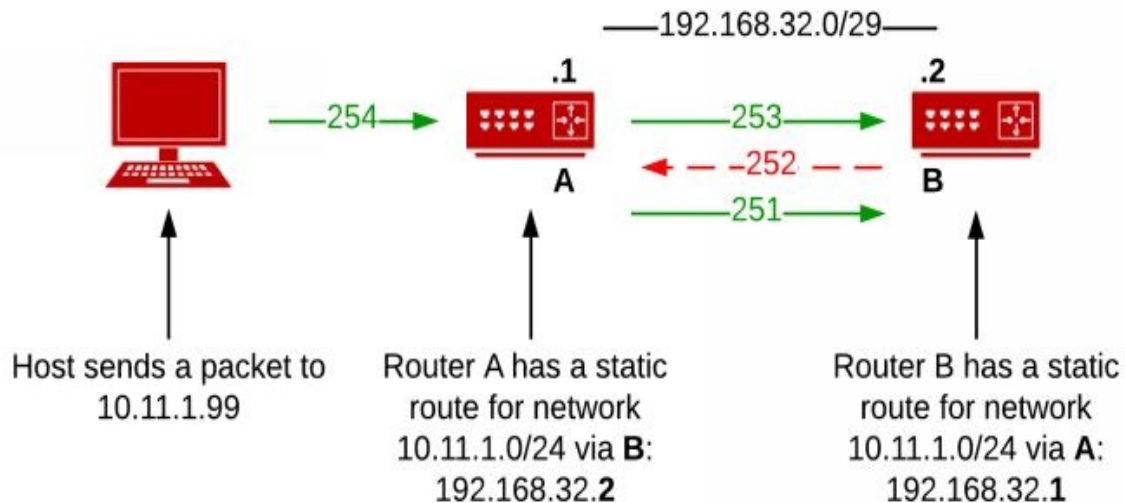 192.168.32.0/29
.1
.2
254
253
252
251
A
B
Host sends a packet to
10.11.1.99
Router A has a static
route for network
10.11.1.0/24 via B:
192.168.32.2
Router B has a static
route for network
10.11.1.0/24 via A:
192.168.32.1